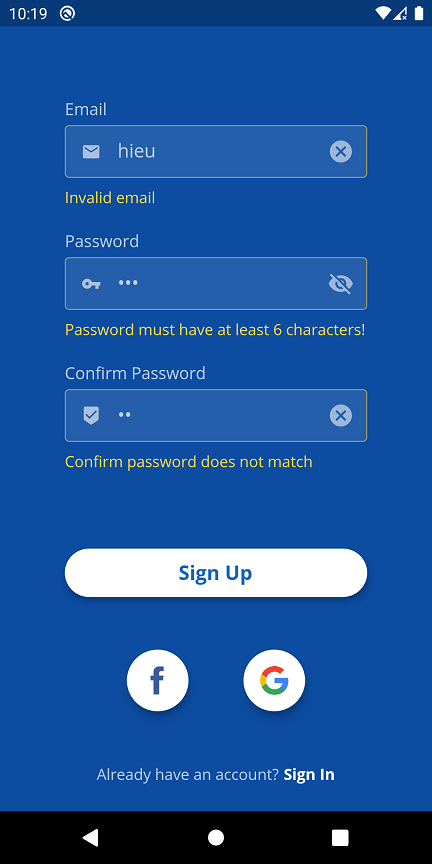 10:19
Email
hieu
Invalid email
Password
•••
Password must have at least 6 characters!
Confirm Password
••
Confirm password does not match
Sign Up
Already have an account? Sign In